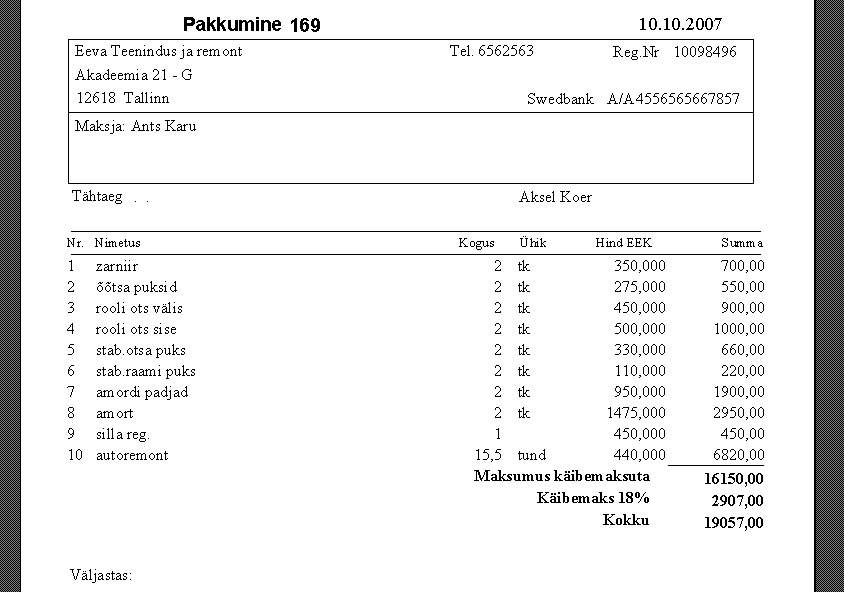 Pakkumine 169 10.10.2007
Eeva Teenindus ja remont Tel. 6562563 Reg.Nr 10098496
Akadeemia 21 - G
12618 Tallinn Swedbank A/A 4556565667857
Maksja: Ants Karu
Tähtaeg . . Aksel Koer
Nr. Nimetus Kogus Ühik Hind EEK Summa
1 zarniir 2 tk 350,000 700,00
2 õõtsa puksid 2 tk 275,000 550,00
3 rooli ots välis 2 tk 450,000 900,00
4 rooli ots sise 2 tk 500,000 1000,00
5 stab.otsa puks 2 tk 330,000 660,00
6 stab.raami puks 2 tk 110,000 220,00
7 amordi padjad 2 tk 950,000 1900,00
8 amort 2 tk 1475,000 2950,00
9 silla reg. 1 450,000 450,00
10 autoremont 15,5 tund 440,000 6820,00
Maksumus käibemaksuta 16150,00
Käibemaks 18% 2907,00
Kokku 19057,00
Väljastas: